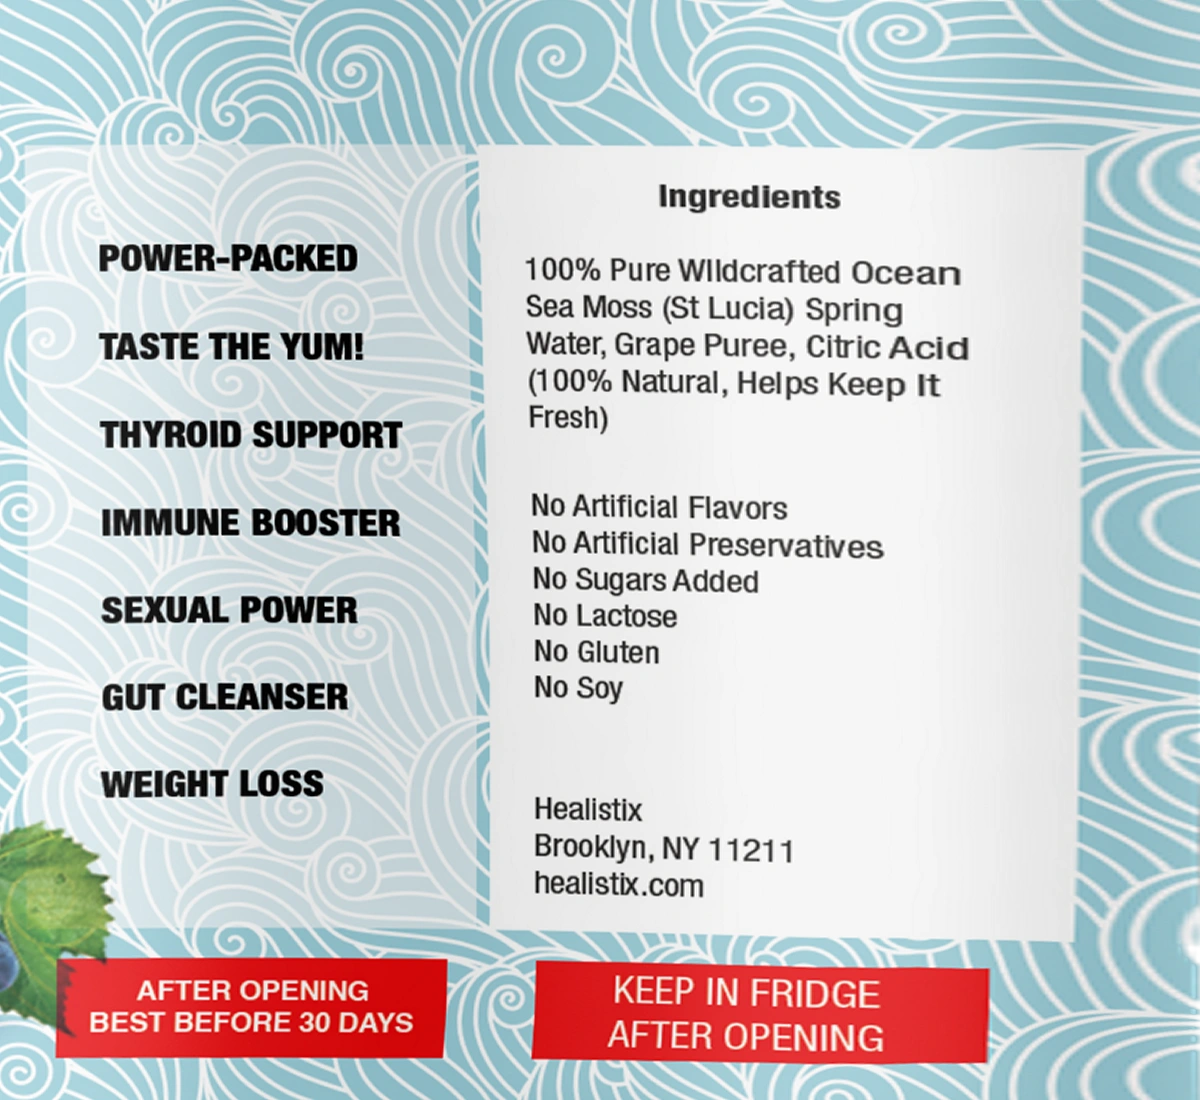 POWER-PACKED
TASTE THE YUM!
THYROID SUPPORT
IMMUNE BOOSTER
SEXUAL POWER
GUT CLEANSER
WEIGHT LOSS
AFTER OPENING
BEST BEFORE 30 DAYS
Ingredients
100% Pure WIldcrafted Ocean
Sea Moss (St Lucia) Spring
Water, Grape Puree, Citric Acid
(100% Natural, Helps Keep It
Fresh)
No Artificial Flavors
No Artificial Preservatives
No Sugars Added
No Lactose
No Gluten
No Soy
Healistix
Brooklyn, NY 11211
healistix.com
KEEP IN FRIDGE
AFTER OPENING